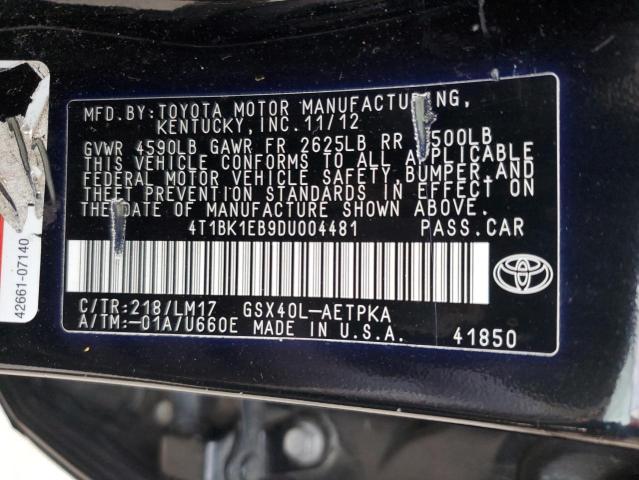 MFD.BY: TOYOTA MOTOR MANUFACTURING,
KENTUCKY, INC. 11/12
GVWR 4590LB GAWR FR 2625LB RR 2500LB
THIS VEHICLE CONFORMS TO ALL APPLICABLE
FEDERAL MOTOR VEHICLE SAFETY, BUMPER, AND
THEFT PREVENTION STANDARDS IN EFFECT ON
THE DATE OF MANUFACTURE SHOWN ABOVE.
4T1BK1EB9DU004481 PASS.CAR
C/TR:218/LM17 GSX40L-AETPKA
A/TM:-01A/U660E MADE IN U.S.A. 41850
TOYOTA
42661-07140